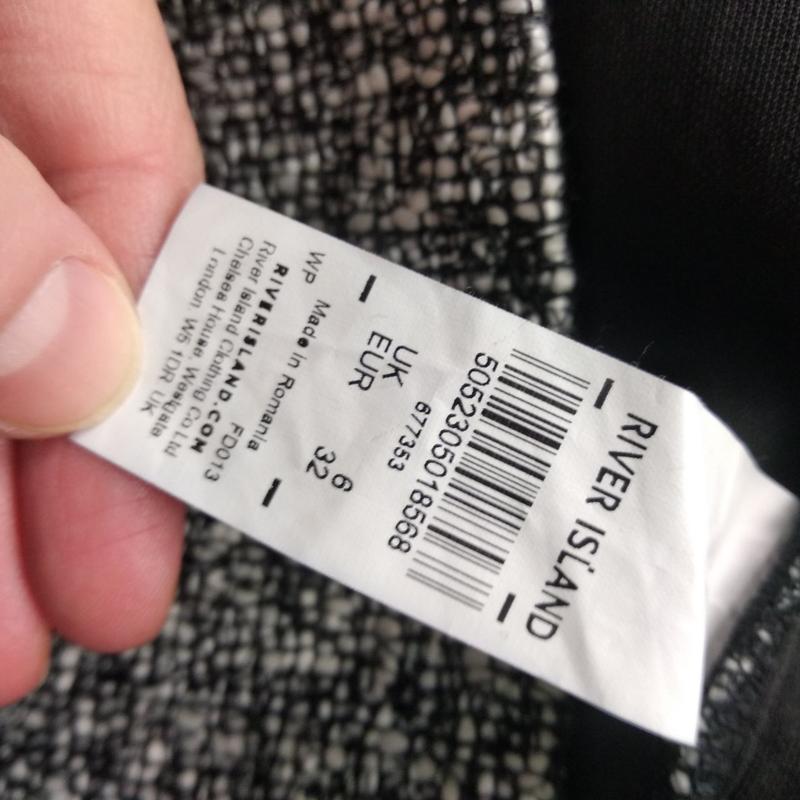 RIVER ISLAND
5052305018568
677353
UK 6
EUR 32
WP Made in Romania
RIVERISLAND.COM FD013
River Island Clothing Co Ltd
Chelsea House, Westgate
London, W5 1DR UK